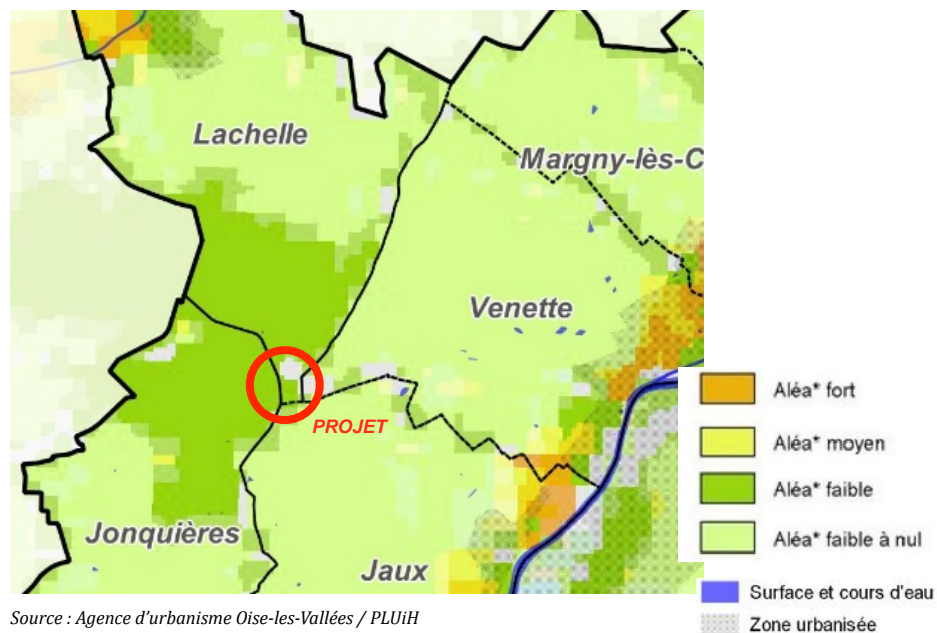 Lachelle
Margny-lès-C
Venette
PROJET
Jonquières
Jaux
Aléa* fort
Aléa* moyen
Aléa* faible
Aléa* faible à nul
Surface et cours d'eau
Zone urbanisée
Source : Agence d'urbanisme Oise-les-Vallées / PLUiH